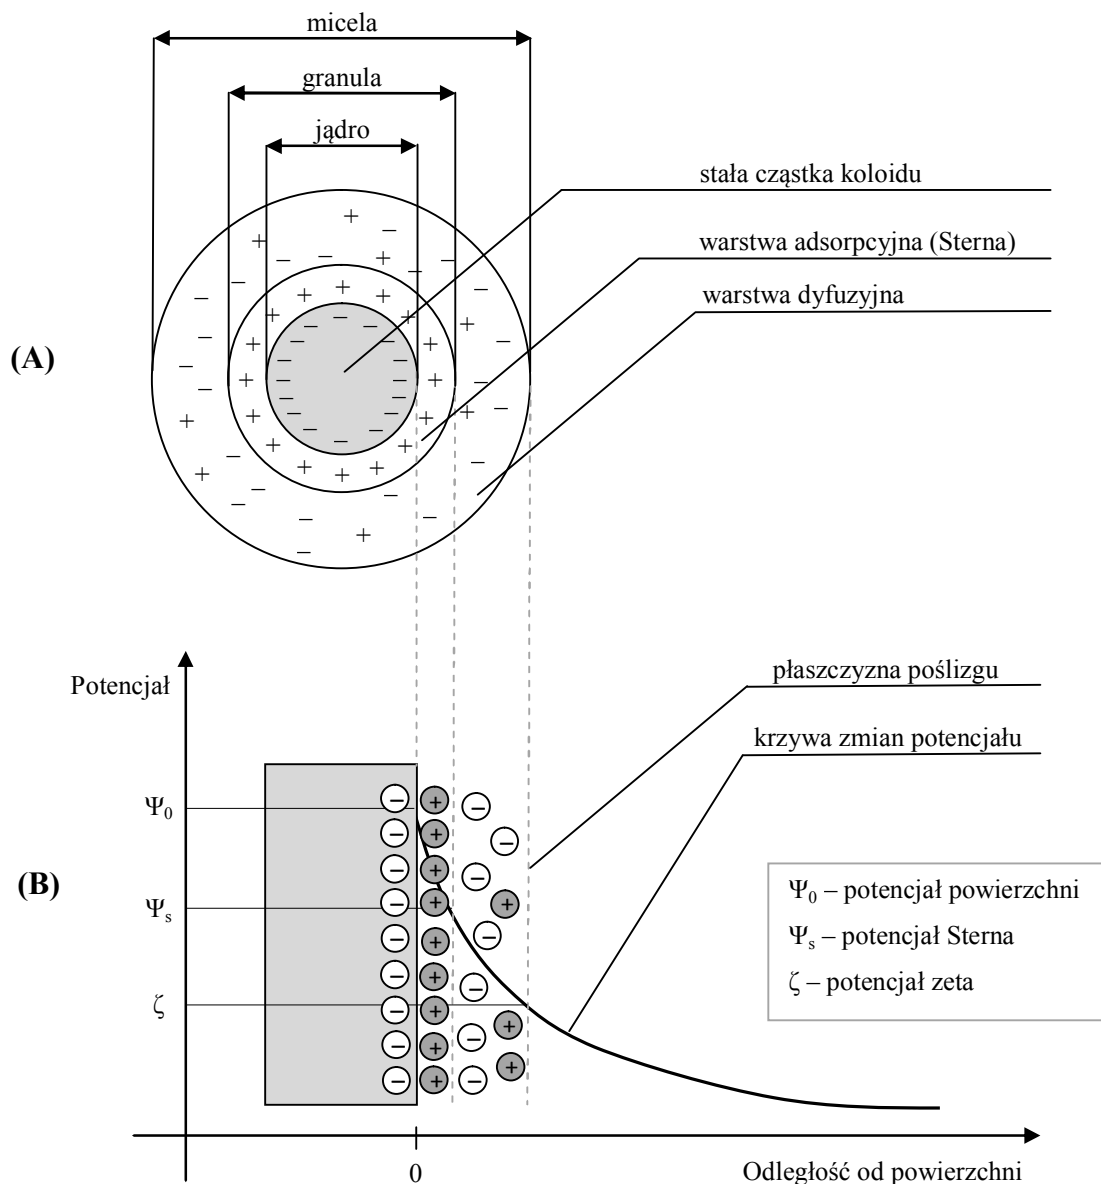 micela
granula
jądro
stała cząstka koloidu
warstwa adsorpcyjna (Sterna)
warstwa dyfuzyjna
(A)
Potencjał
płaszczyzna poślizgu
krzywa zmian potencjału
Ψ₀
(B)
Ψₛ
ζ
Ψ₀ – potencjał powierzchni
Ψₛ – potencjał Sterna
ζ – potencjał zeta
0
Odległość od powierzchni